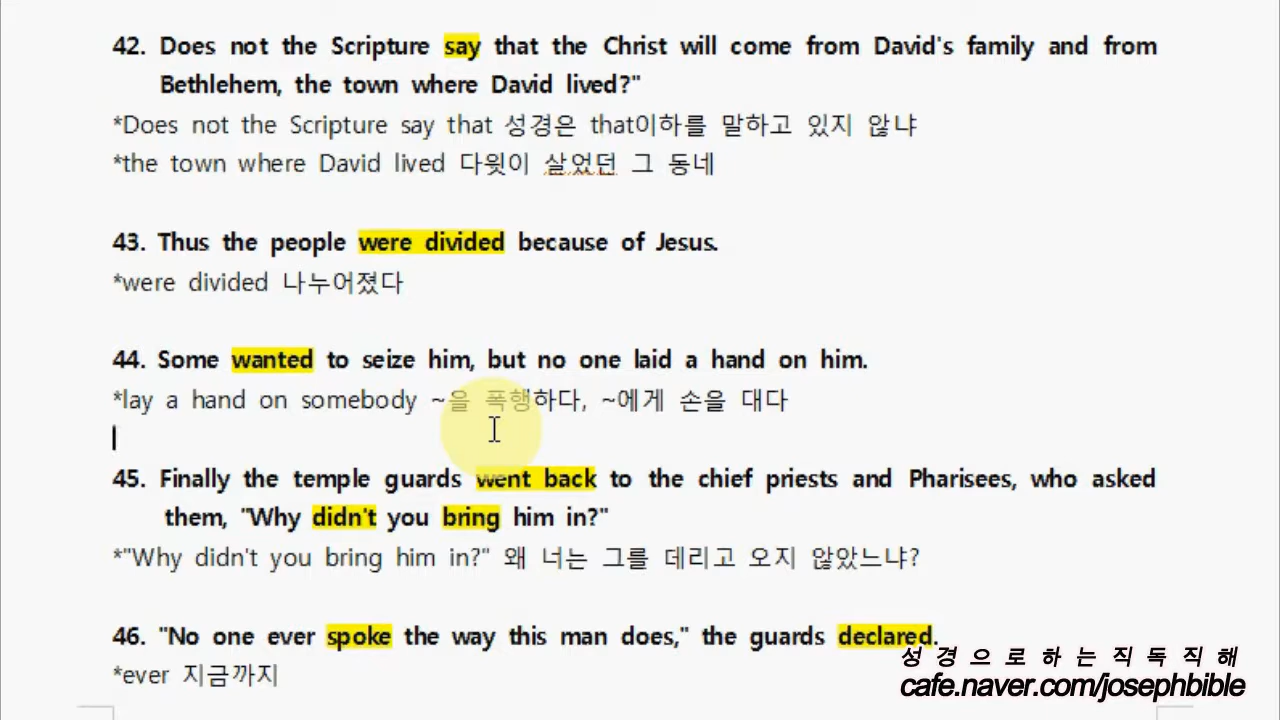 42. Does not the Scripture say that the Christ will come from David's family and from
Bethlehem, the town where David lived?"
*Does not the Scripture say that 성경은 that이하를 말하고 있지 않냐
*the town where David lived 다윗이 살었던 그 동네
43. Thus the people were divided because of Jesus.
*were divided 나누어졌다
44. Some wanted to seize him, but no one laid a hand on him.
*lay a hand on somebody ~을 폭행하다, ~에게 손을 대다
45. Finally the temple guards went back to the chief priests and Pharisees, who asked
them, "Why didn't you bring him in?"
*"Why didn't you bring him in?" 왜 너는 그를 데리고 오지 않았느냐?
46. "No one ever spoke the way this man does," the guards declared.
*ever 지금까지
성경으로하는직독직해
cafe.naver.com/josephbible